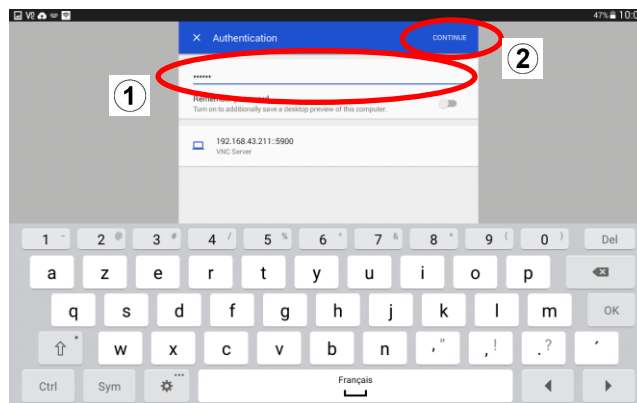 47% 10:0
Authentication
CONTINUE
2
••••••
1
Remember password
Turn on to additionally save a desktop preview of this computer.
192.168.43.211::5900
VNC Server
1 - 2 @ 3 # 4 / 5 % 6 ^ 7 & 8 * 9 ( 0 ) Del
a z e r t y u i o p
q s d f g h j k l m OK
w x c v b n ' " , ! . ? ´
Ctrl Sym Français